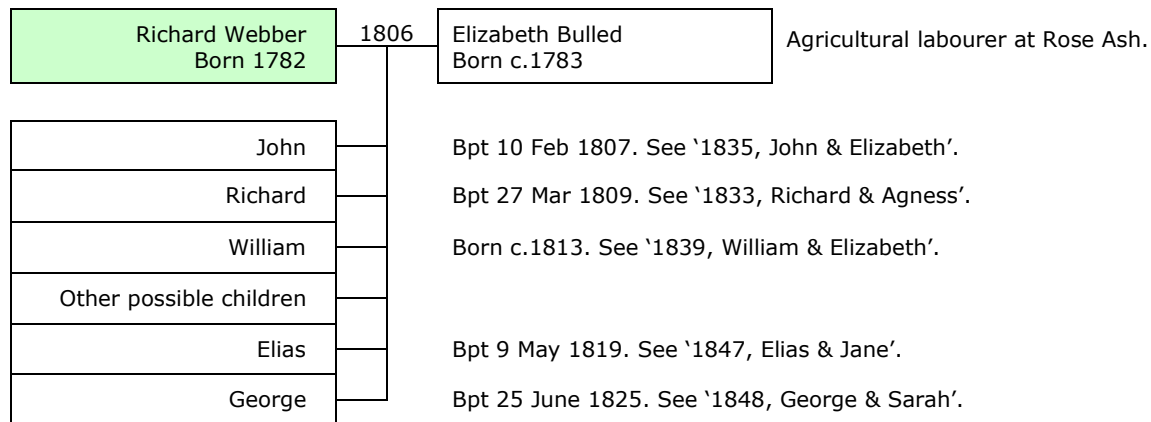 Richard Webber
Born 1782
1806
Elizabeth Bulled
Born c.1783
Agricultural labourer at Rose Ash.
John
Bpt 10 Feb 1807. See ‘1835, John & Elizabeth’.
Richard
Bpt 27 Mar 1809. See ‘1833, Richard & Agness’.
William
Born c.1813. See ‘1839, William & Elizabeth’.
Other possible children
Elias
Bpt 9 May 1819. See ‘1847, Elias & Jane’.
George
Bpt 25 June 1825. See ‘1848, George & Sarah’.